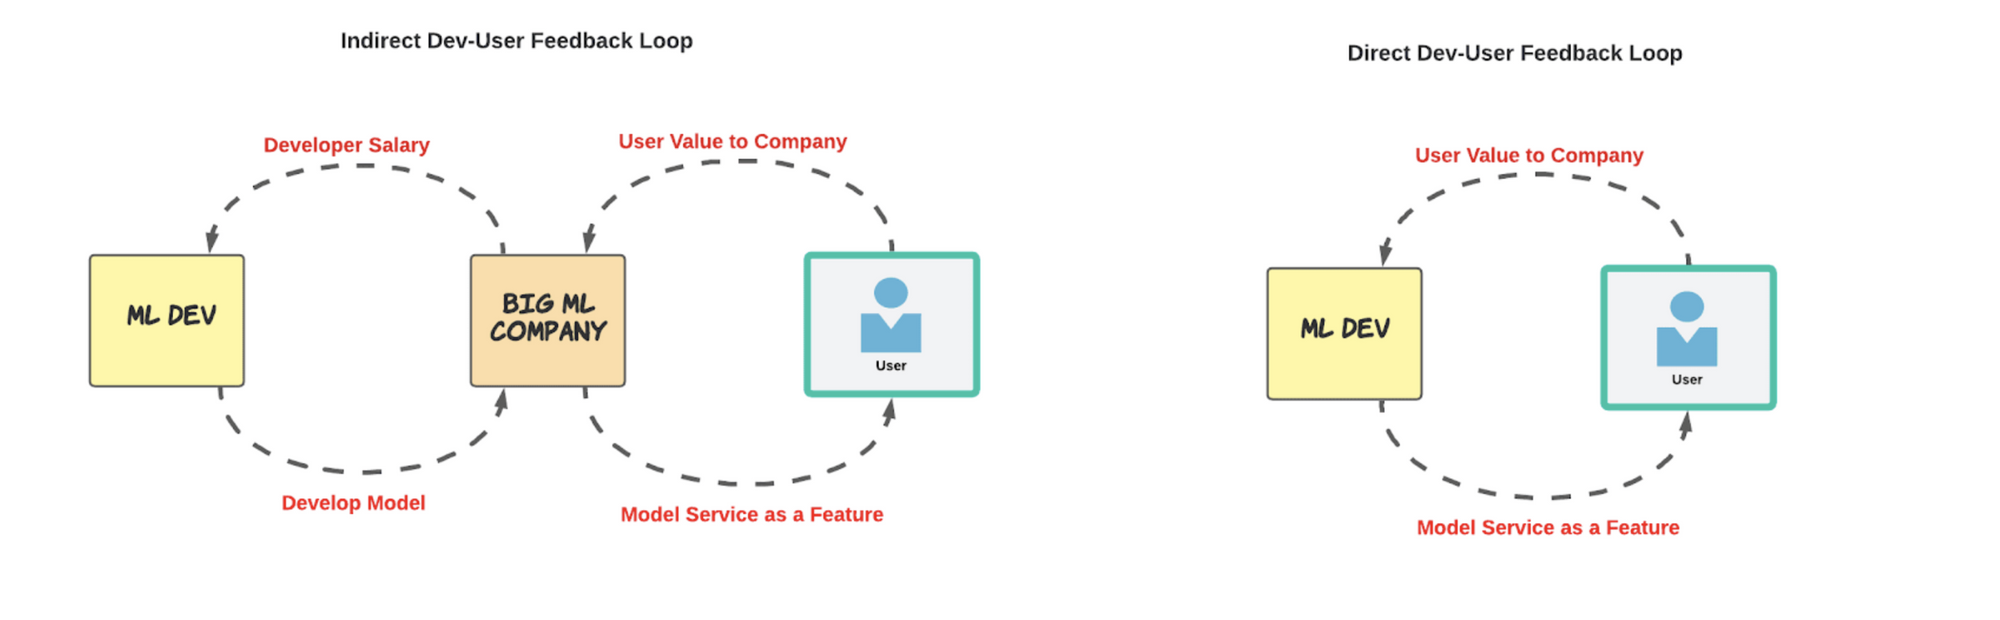 Indirect Dev-User Feedback Loop
Developer Salary
User Value to Company
ML DEV
BIG ML
COMPANY
User
Develop Model
Model Service as a Feature
Direct Dev-User Feedback Loop
User Value to Company
ML DEV
User
Model Service as a Feature